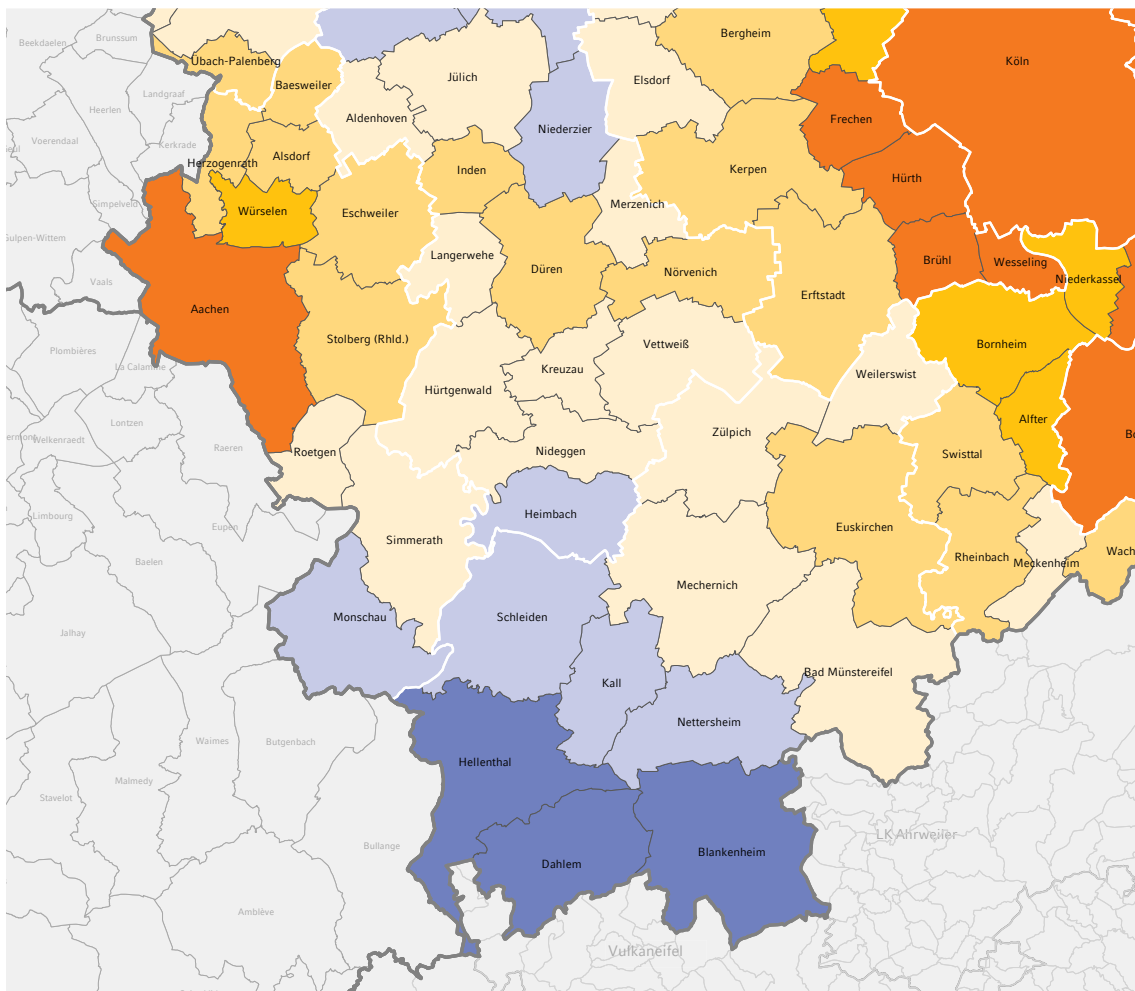 Bergheim
Brunssum
Beekdaelen
Übach-Palenberg
Köln
Jülich
Elsdorf
Baesweiler
Landgraaf
Heerlen
Aldenhoven
Frechen
Niederzier
Voerendaal
Kerkrade
Alsdorf
Herzogenrath
Inden
Kerpen
Hürth
Simpelveld
Merzenich
Würselen
Eschweiler
Gulpen-Wittem
Langerwehe
Brühl
Wesseling
Düren
Nörvenich
Niederkassel
Vaals
Erftstadt
Aachen
Stolberg (Rhld.)
Vettweiß
Bornheim
Plombières
La Calamine
Kreuzau
Weilerswist
Hürtgenwald
Lontzen
Alfter
Zülpich
Welkenraedt
Raeren
Roetgen
Nideggen
Swisttal
Limbourg
Heimbach
Eupen
Euskirchen
Simmerath
Baelen
Rheinbach
Meckenheim
Wach
Mechernich
Monschau
Schleiden
Jalhay
Bad Münstereifel
Kall
Nettersheim
Waimes
Butgenbach
Hellenthal
Malmedy
Stavelot
LK Ahrweiler
Bullange
Blankenheim
Dahlem
Amblève
Vulkaneifel